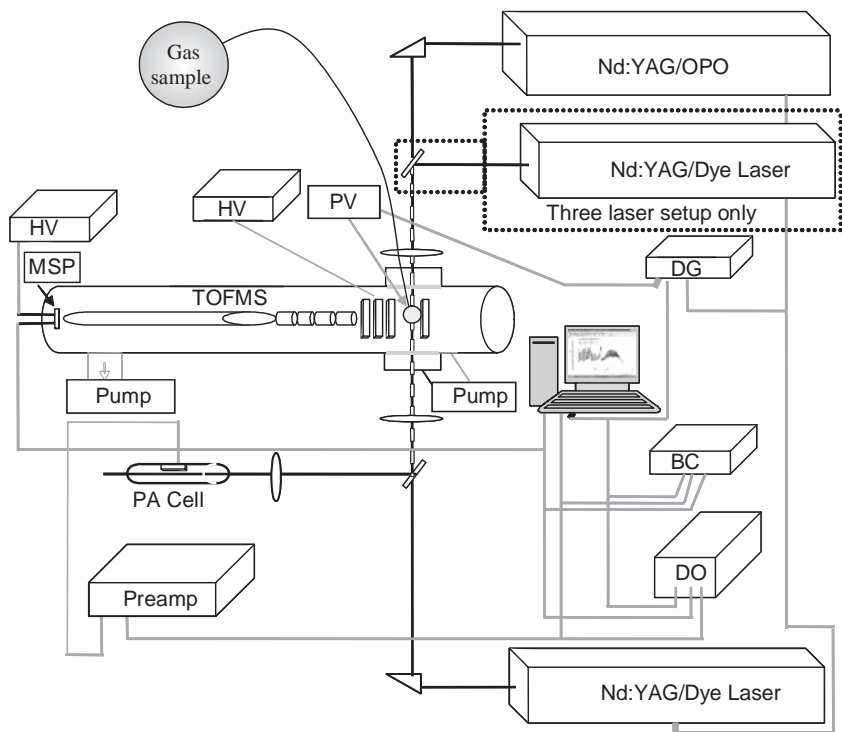 Gas
sample
Nd:YAG/OPO
Nd:YAG/Dye Laser
Three laser setup only
HV
HV
PV
MSP
TOFMS
DG
Pump
Pump
BC
PA Cell
DO
Preamp
Nd:YAG/Dye Laser